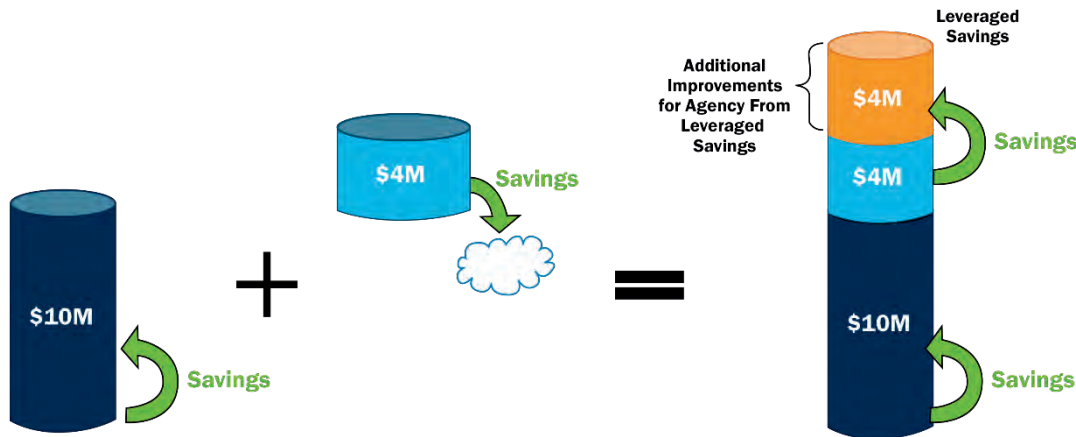 $10M
Savings
$4M
Savings
Leveraged
Savings
Additional
Improvements
for Agency From
Leveraged
Savings
$4M
Savings
$4M
$10M
Savings